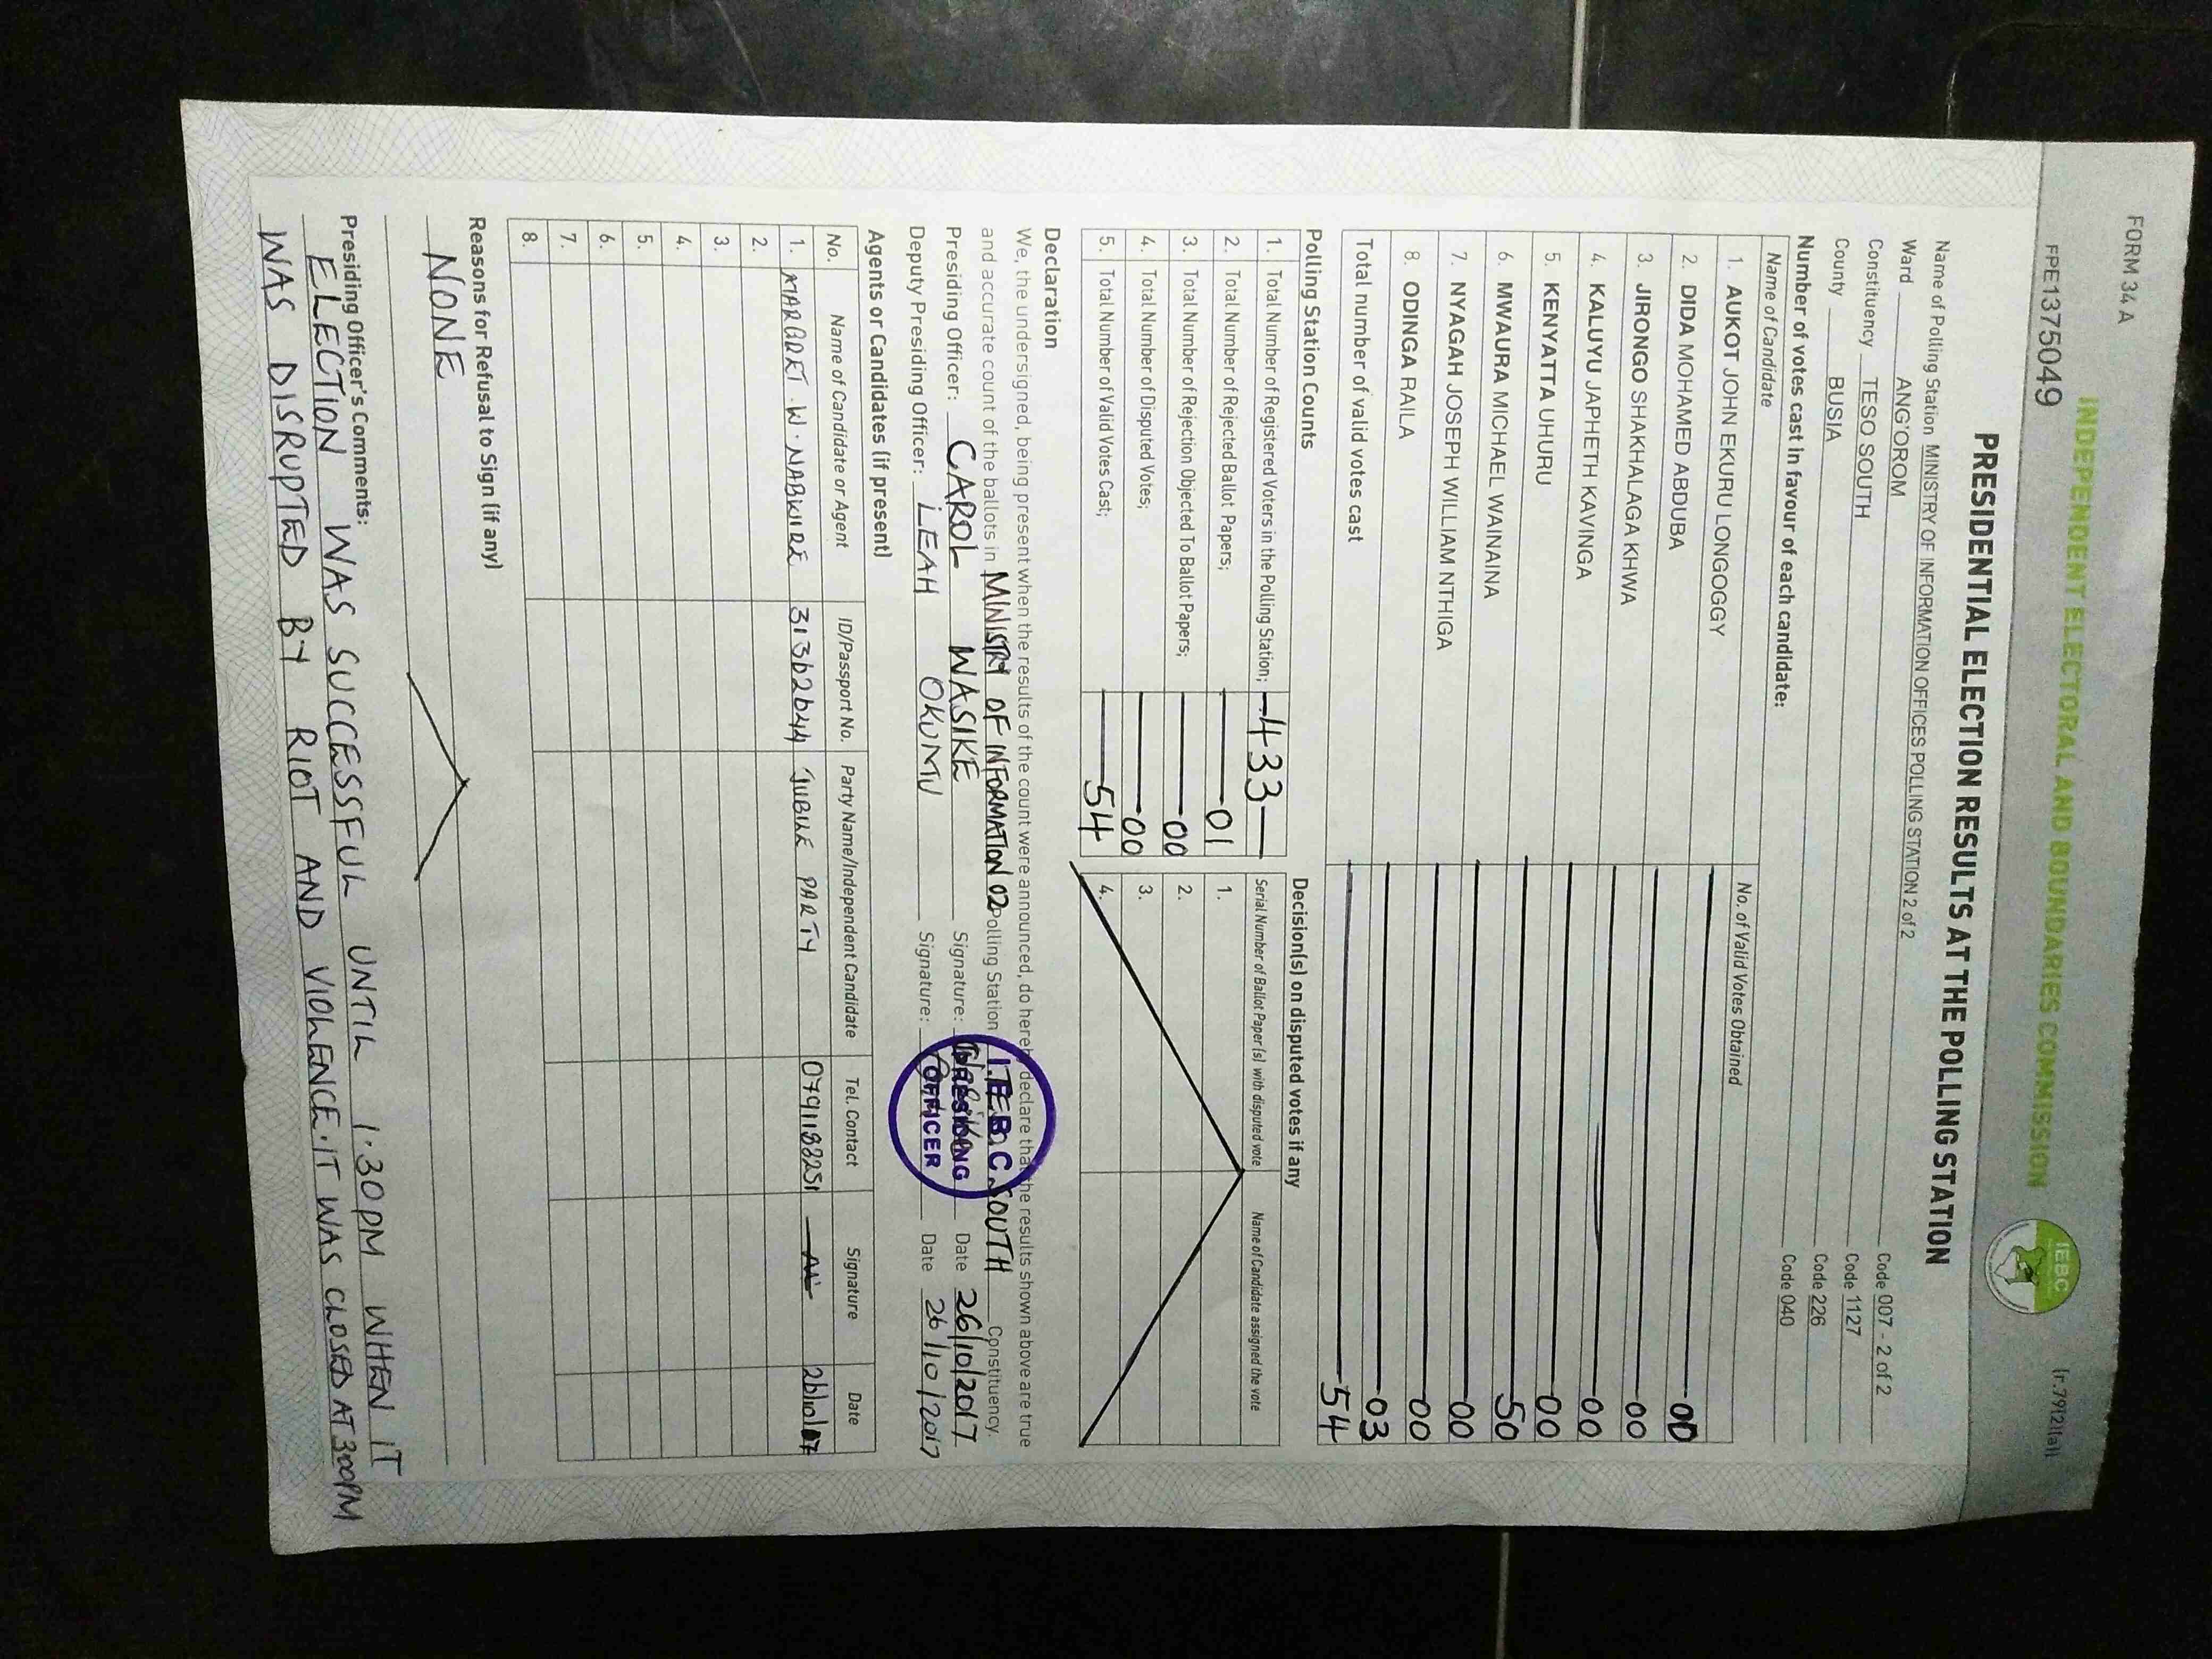 FORM 34 A
(r.79(2)(a))
FPE1375049
INDEPENDENT ELECTORAL AND BOUNDARIES COMMISSION
IEBC
PRESIDENTIAL ELECTION RESULTS AT THE POLLING STATION
Name of Polling Station MINISTRY OF INFORMATION OFFICES POLLING STATION 2 of 2 Code 007 - 2 of 2
Ward ANG'OROM Code 1127
Constituency TESO SOUTH Code 226
County BUSIA Code 040
Number of votes cast in favour of each candidate:
Name of Candidate No. of Valid Votes Obtained
1. AUKOT JOHN EKURU LONGOGGY
2. DIDA MOHAMED ABDUBA 00
3. JIRONGO SHAKHALAGA KHWA 00
4. KALUYU JAPHETH KAVINGA 00
5. KENYATTA UHURU 50
6. MWAURA MICHAEL WAINAINA 00
7. NYAGAH JOSEPH WILLIAM NTHIGA 00
8. ODINGA RAILA 03
Total number of valid votes cast 54
Polling Station Counts
1. Total Number of Registered Voters in the Polling Station; 433
2. Total Number of Rejected Ballot Papers; 01
3. Total Number of Rejection Objected To Ballot Papers; 00
4. Total Number of Disputed Votes; 00
5. Total Number of Valid Votes Cast; 54
Decision(s) on disputed votes if any
Serial Number of Ballot Paper(s) with disputed vote Name of Candidate assigned the vote
1.
2.
3.
4.
Declaration
We, the undersigned, being present when the results of the count were announced, do hereby declare that the results shown above are true
and accurate count of the ballots in MINISTRY OF INFORMATION 02 Polling Station SOUTH Constituency.
Presiding Officer: CAROL WASIKE Signature: Date 26/10/2017
Deputy Presiding Officer: LEAH OKUMU Signature: Date 26/10/2017
I.E.B.C.
PRESIDING
OFFICER
Agents or Candidates (if present)
No. Name of Candidate or Agent ID/Passport No. Party Name/Independent Candidate Tel. Contact Signature Date
1. MARGRET W. NABWIRE 31362644 JUBILE PARTY 0791183251
2.
3.
4.
5.
6.
7.
8.
Reasons for Refusal to Sign (if any)
NONE
Presiding Officer's Comments:
ELECTION WAS SUCCESSFUL UNTIL 1.30PM WHEN IT
WAS DISRUPTED BY RIOT AND VIOLENCE. IT WAS CLOSED AT 3:00PM